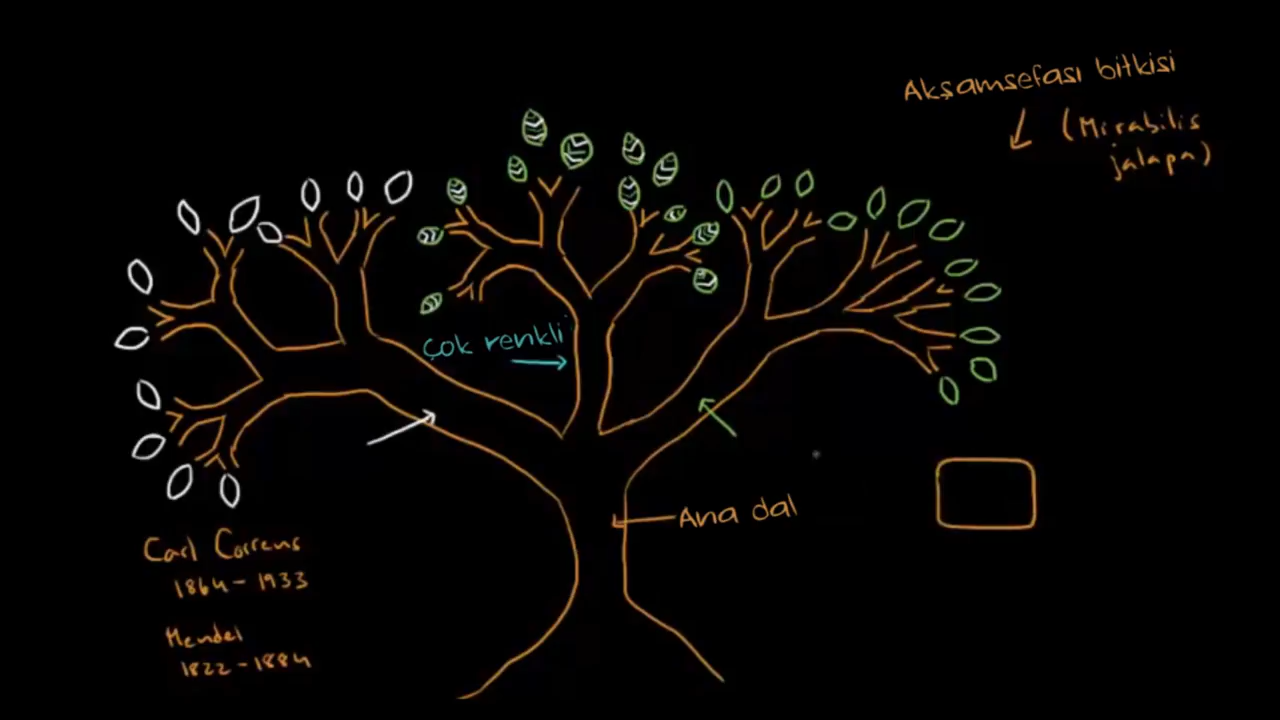 Akşamsefası bitkisi
(Mirabilis
jalapa)
çok renkli
Ana dal
Carl Correns
1864 - 1933
Mendel
1822 - 1884